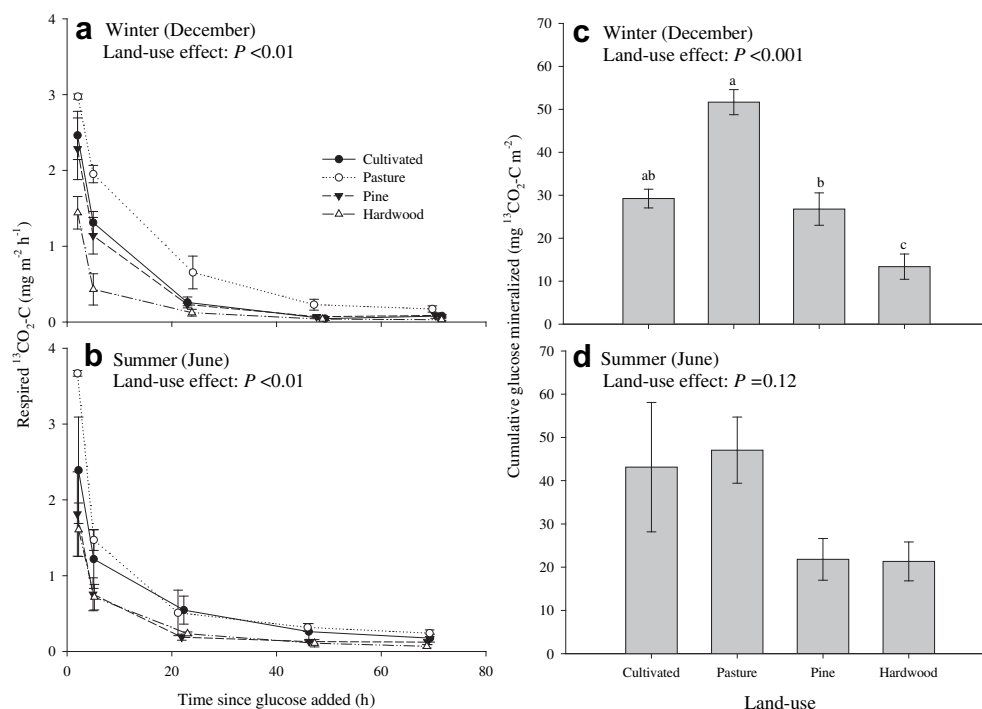 a Winter (December)
Land-use effect: P <0.01
4
3
2
1
0
Cultivated
Pasture
Pine
Hardwood
Respired ¹³CO₂-C (mg m⁻² h⁻¹)
b Summer (June)
Land-use effect: P <0.01
4
3
2
1
0
0 20 40 60 80
Time since glucose added (h)
c Winter (December)
Land-use effect: P <0.001
70
60
50
40
30
20
10
0
ab
a
b
c
Cumulative glucose mineralized (mg ¹³CO₂-C m⁻²)
d Summer (June)
Land-use effect: P =0.12
70
60
50
40
30
20
10
0
Cultivated Pasture Pine Hardwood
Land-use